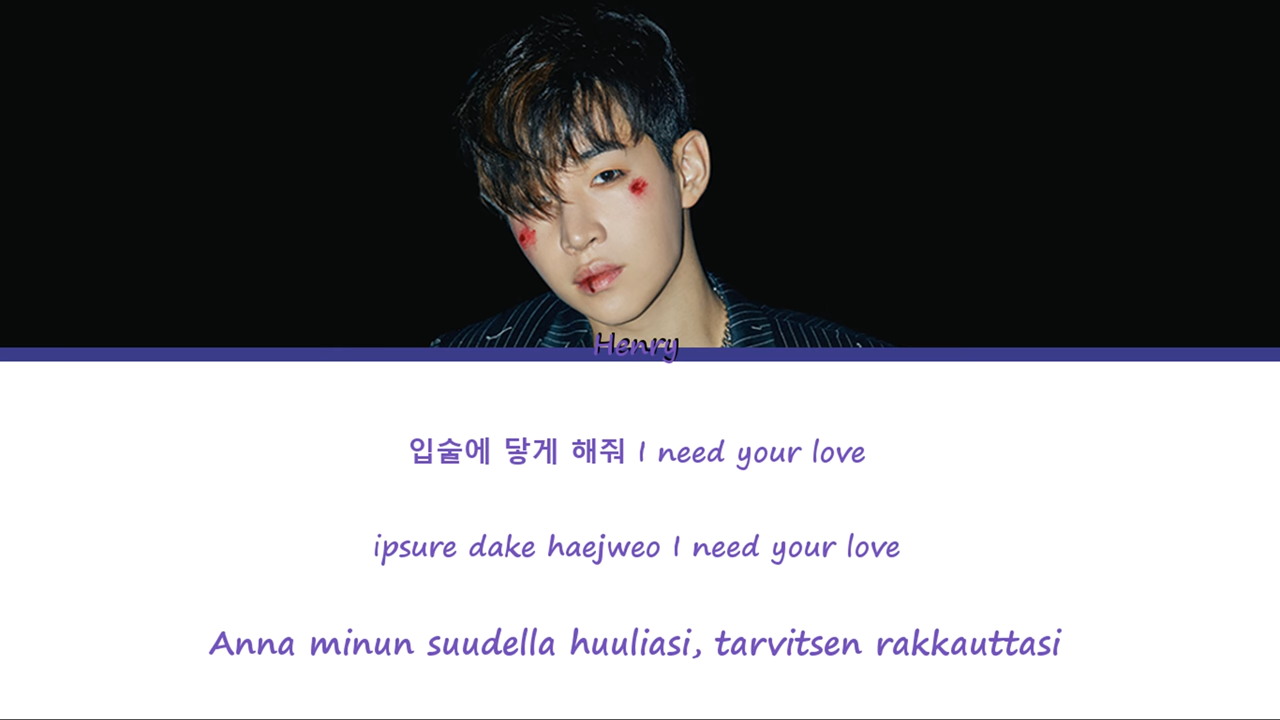 Henry
입술에 닿게 해줘 I need your love
ipsure dake haejweo I need your love
Anna minun suudella huuliasi, tarvitsen rakkauttasi